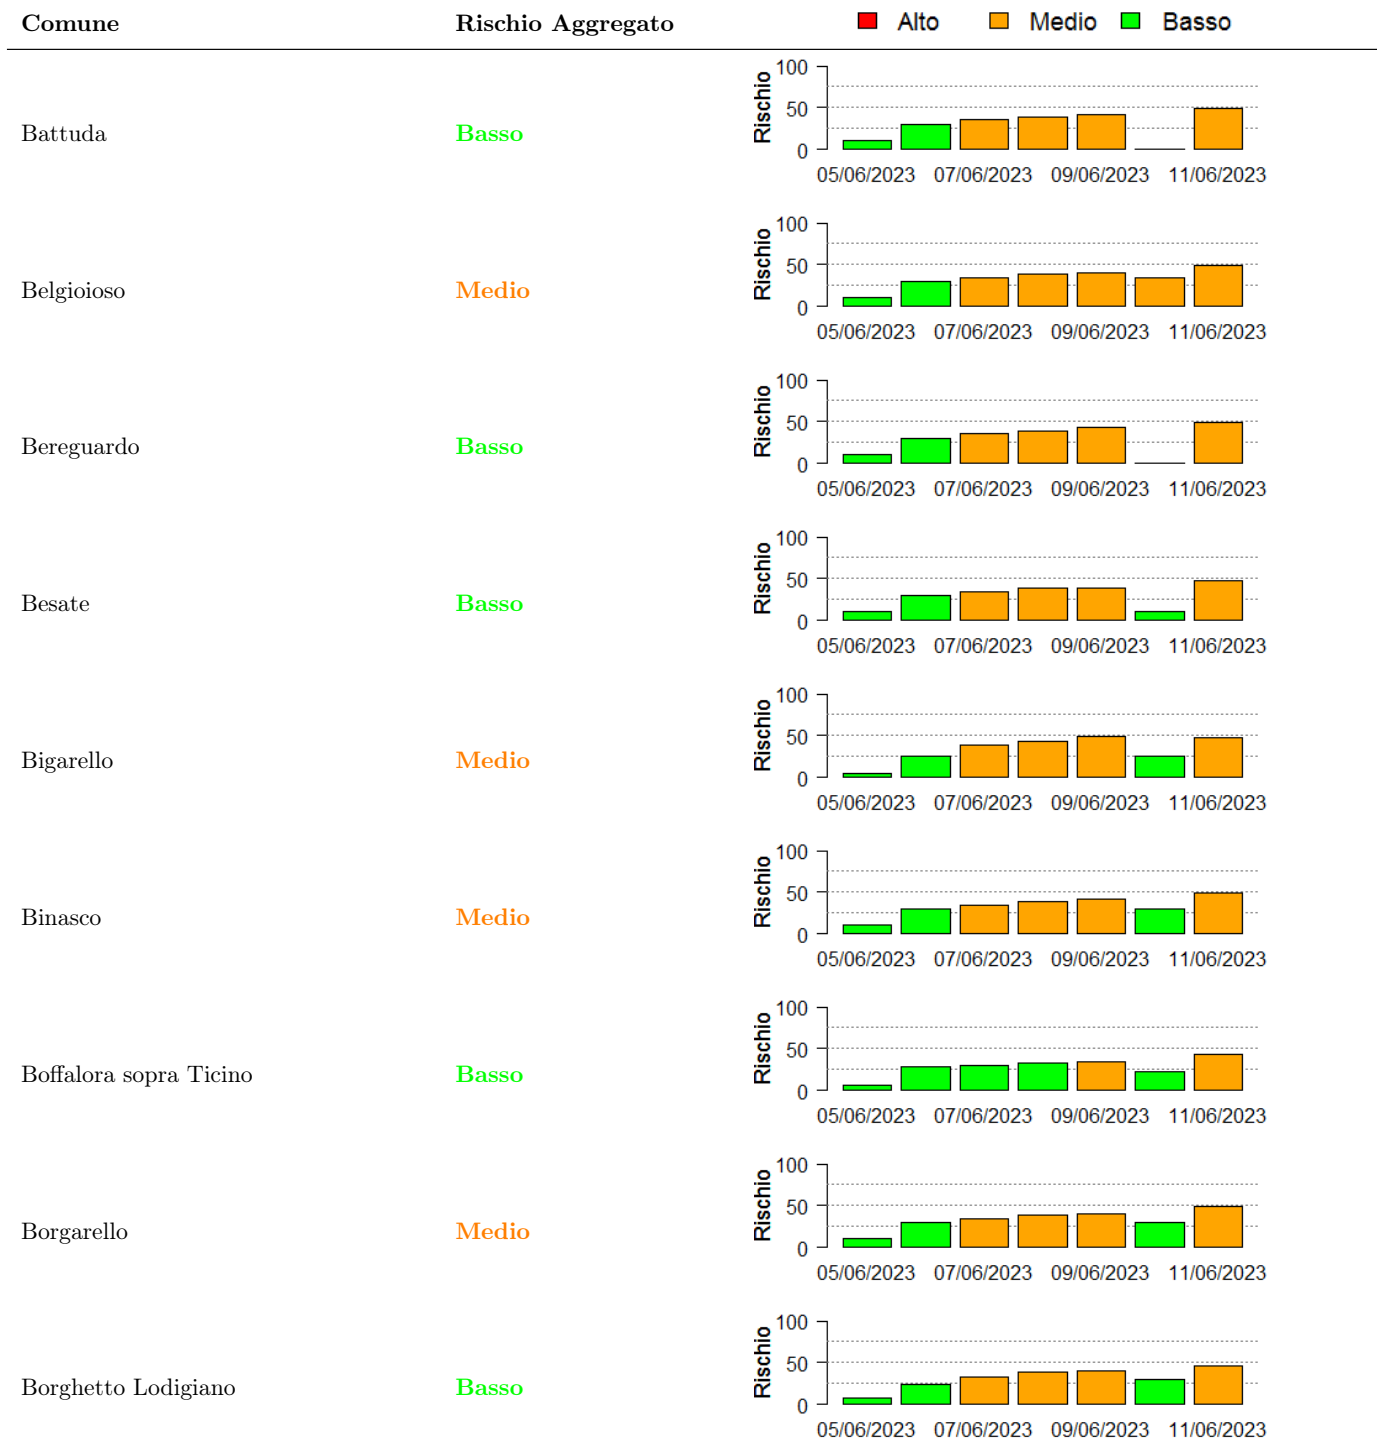 Comune Rischio Aggregato Alto Medio Basso
Battuda Basso
Rischio
100
50
0
05/06/2023 07/06/2023 09/06/2023 11/06/2023
Belgioioso Medio
Rischio
100
50
0
05/06/2023 07/06/2023 09/06/2023 11/06/2023
Bereguardo Basso
Rischio
100
50
0
05/06/2023 07/06/2023 09/06/2023 11/06/2023
Besate Basso
Rischio
100
50
0
05/06/2023 07/06/2023 09/06/2023 11/06/2023
Bigarello Medio
Rischio
100
50
0
05/06/2023 07/06/2023 09/06/2023 11/06/2023
Binasco Medio
Rischio
100
50
0
05/06/2023 07/06/2023 09/06/2023 11/06/2023
Boffalora sopra Ticino Basso
Rischio
100
50
0
05/06/2023 07/06/2023 09/06/2023 11/06/2023
Borgarello Medio
Rischio
100
50
0
05/06/2023 07/06/2023 09/06/2023 11/06/2023
Borghetto Lodigiano Basso
Rischio
100
50
0
05/06/2023 07/06/2023 09/06/2023 11/06/2023